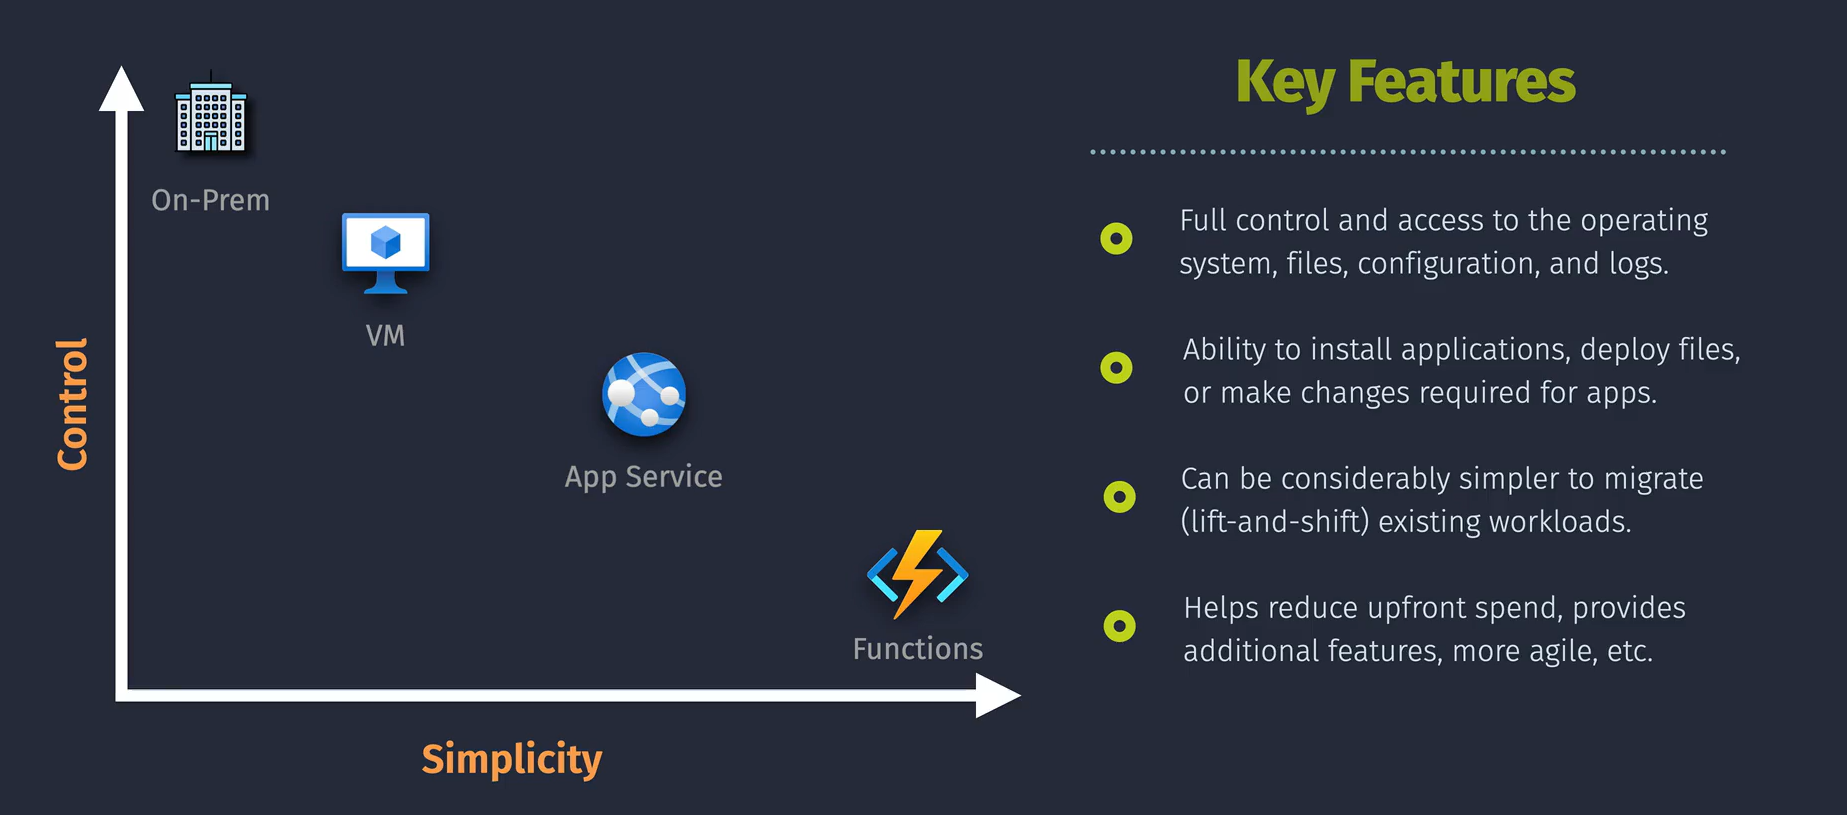 On-Prem
VM
App Service
Functions
Control
Simplicity
Key Features
Full control and access to the operating
system, files, configuration, and logs.
Ability to install applications, deploy files,
or make changes required for apps.
Can be considerably simpler to migrate
(lift-and-shift) existing workloads.
Helps reduce upfront spend, provides
additional features, more agile, etc.